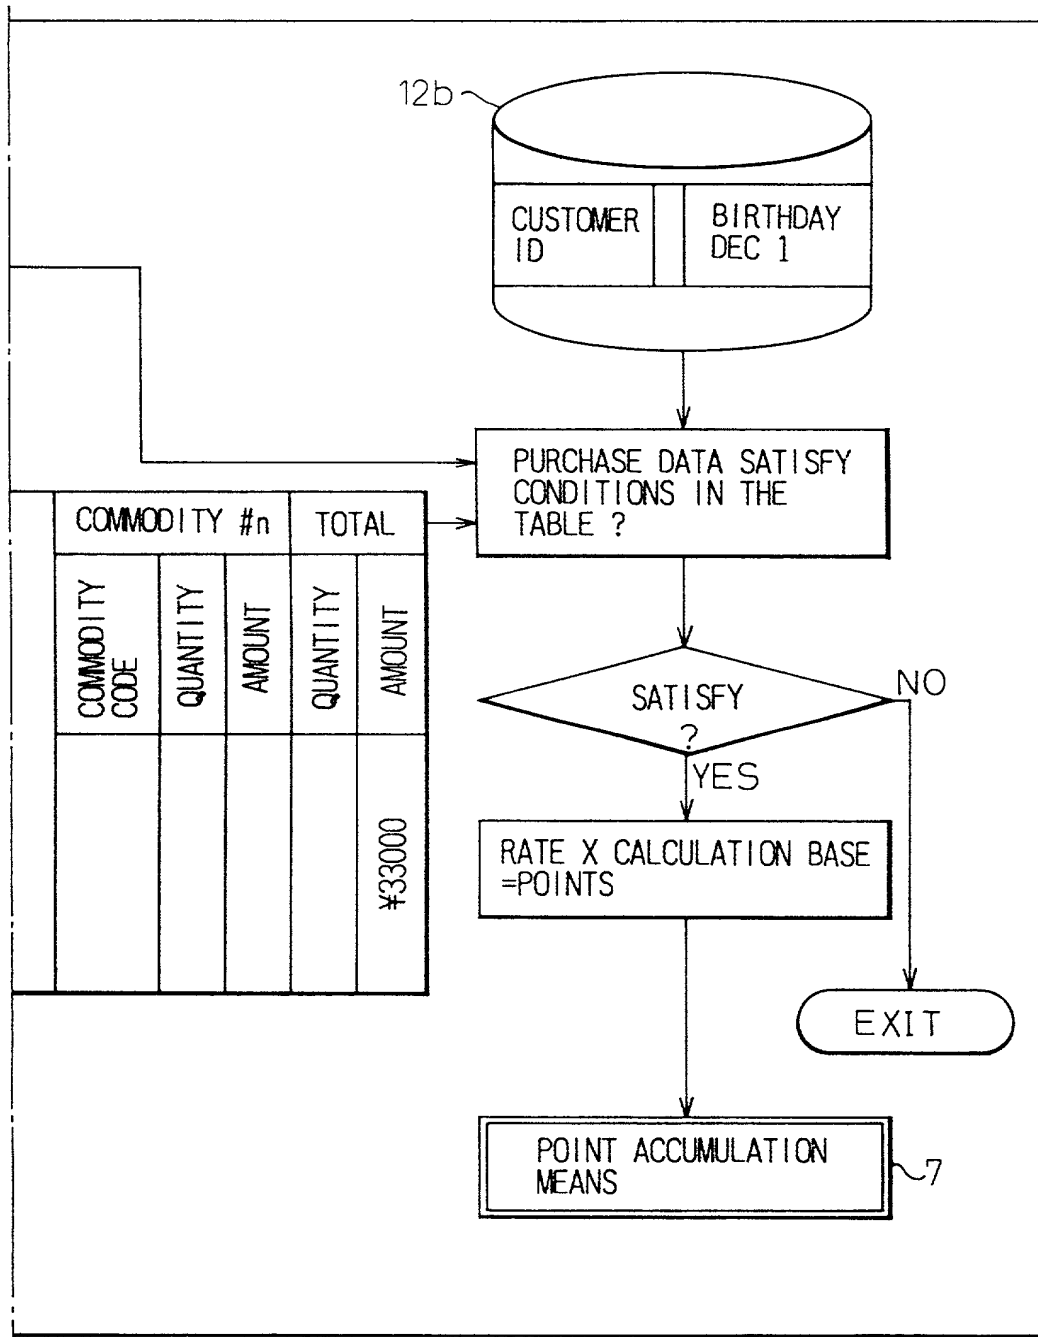 12b
CUSTOMER
ID
BIRTHDAY
DEC 1
PURCHASE DATA SATISFY
CONDITIONS IN THE
TABLE ?
COMMODITY #n
TOTAL
COMMODITY
CODE
QUANTITY
AMOUNT
QUANTITY
AMOUNT
¥33000
SATISFY
?
NO
YES
RATE X CALCULATION BASE
=POINTS
EXIT
POINT ACCUMULATION
MEANS
7